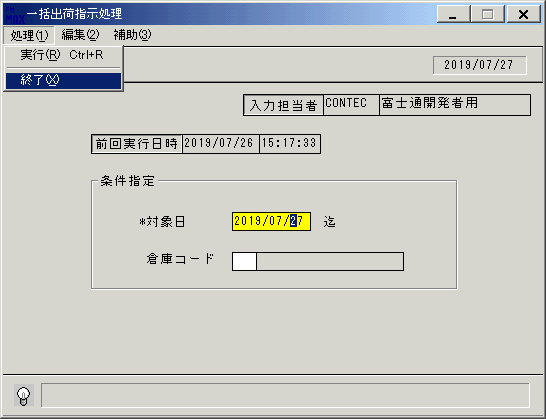 MAX 一括出荷指示処理
処理(1) 編集(2) 補助(3)
実行(R) Ctrl+R
終了(X)
2019/07/27
入力担当者 CONTEC 富士通開発者用
前回実行日時 2019/07/26 15:17:33
条件指定
*対象日 2019/07/27 迄
倉庫コード